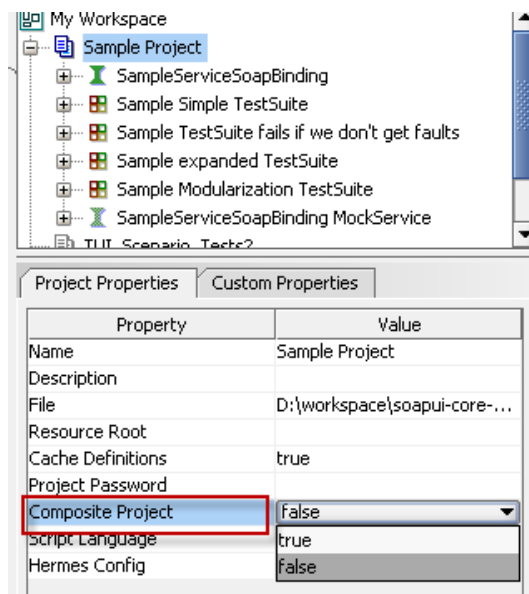 My Workspace
Sample Project
SampleServiceSoapBinding
Sample Simple TestSuite
Sample TestSuite fails if we don't get faults
Sample expanded TestSuite
Sample Modularization TestSuite
SampleServiceSoapBinding MockService
Project Properties Custom Properties
Property Value
Name Sample Project
Description
File D:\workspace\soapui-core-...
Resource Root
Cache Definitions true
Project Password
Composite Project false
Script Language true
Hermes Config false